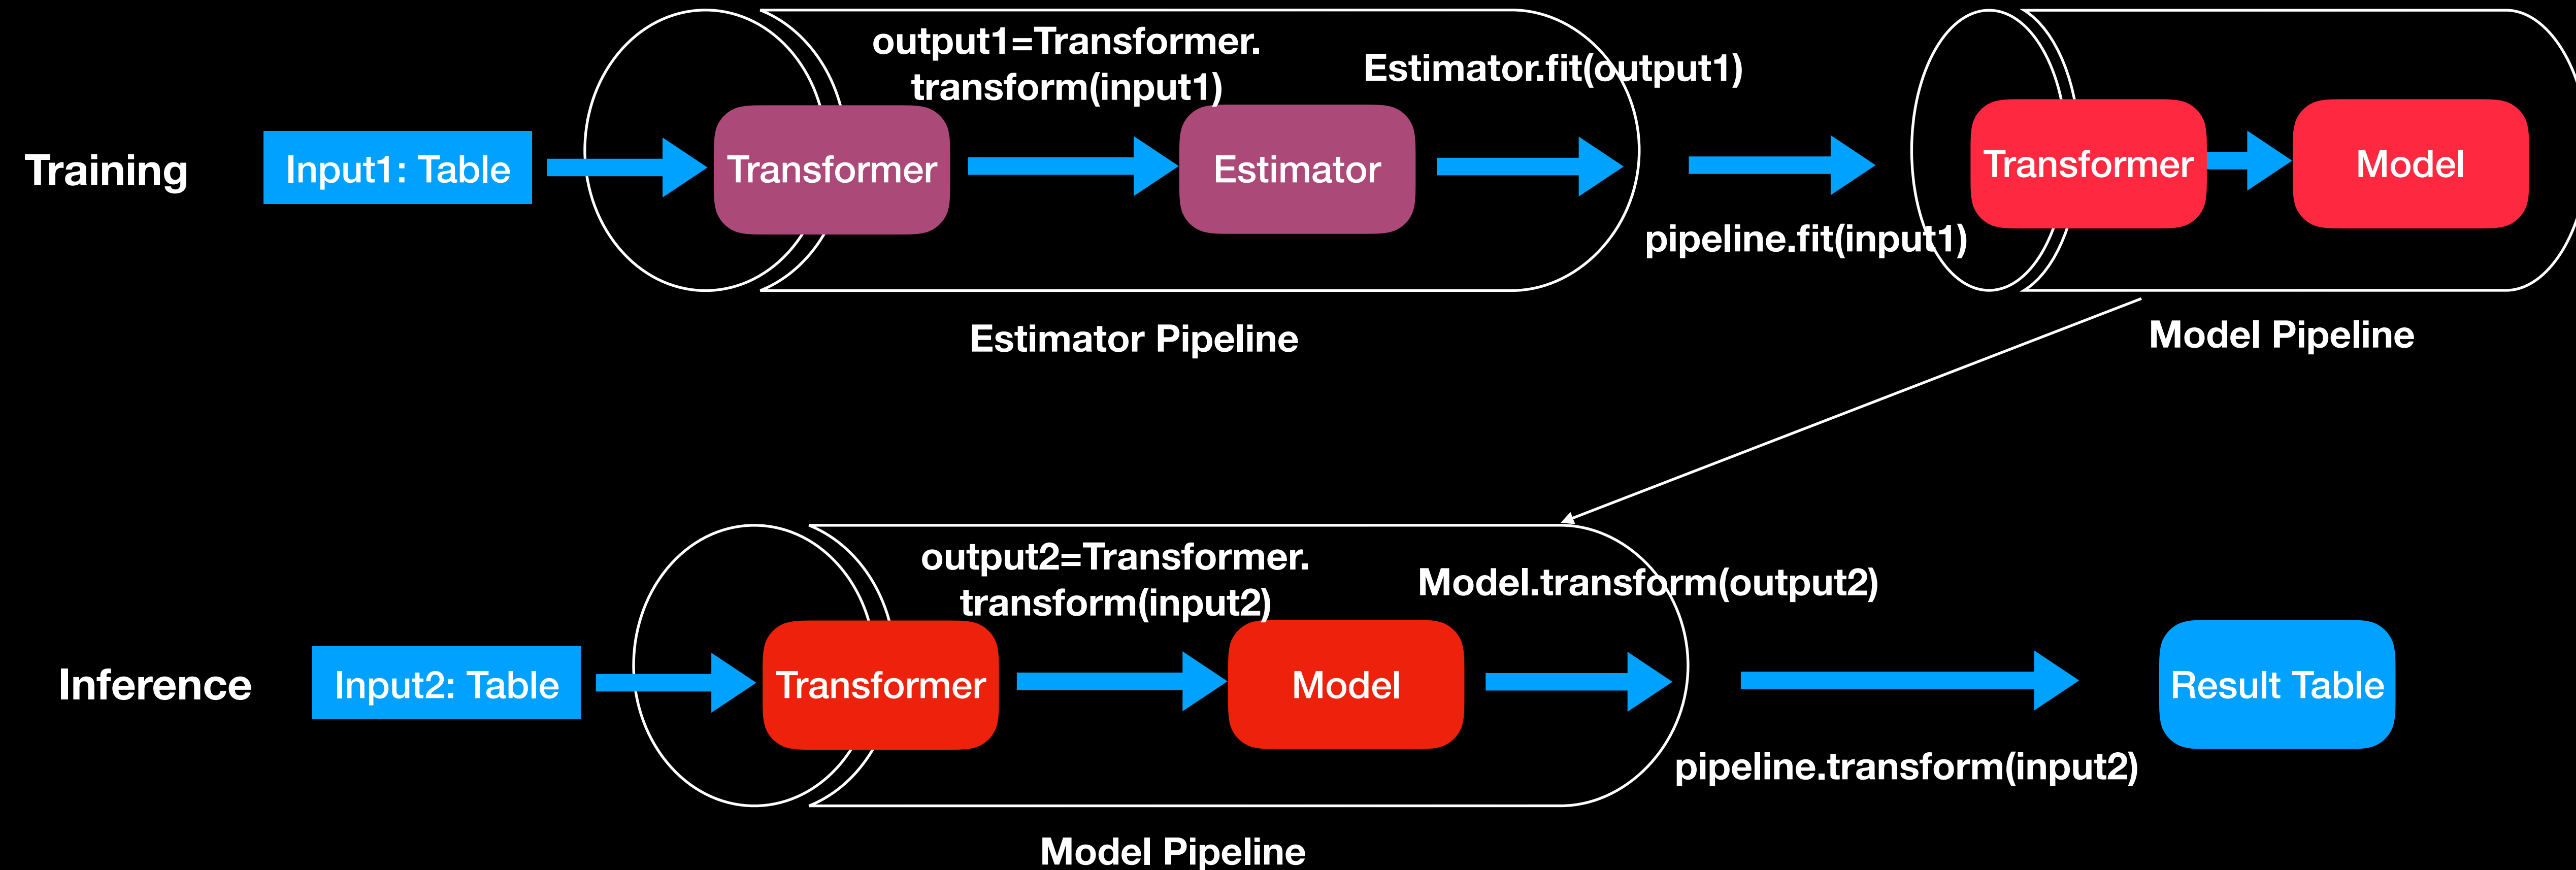 output1=Transformer.
transform(input1)
Estimator.fit(output1)
Training
Input1: Table
Transformer
Estimator
Transformer
Model
pipeline.fit(input1)
Estimator Pipeline
Model Pipeline
output2=Transformer.
transform(input2)
Model.transform(output2)
Inference
Input2: Table
Transformer
Model
Result Table
pipeline.transform(input2)
Model Pipeline